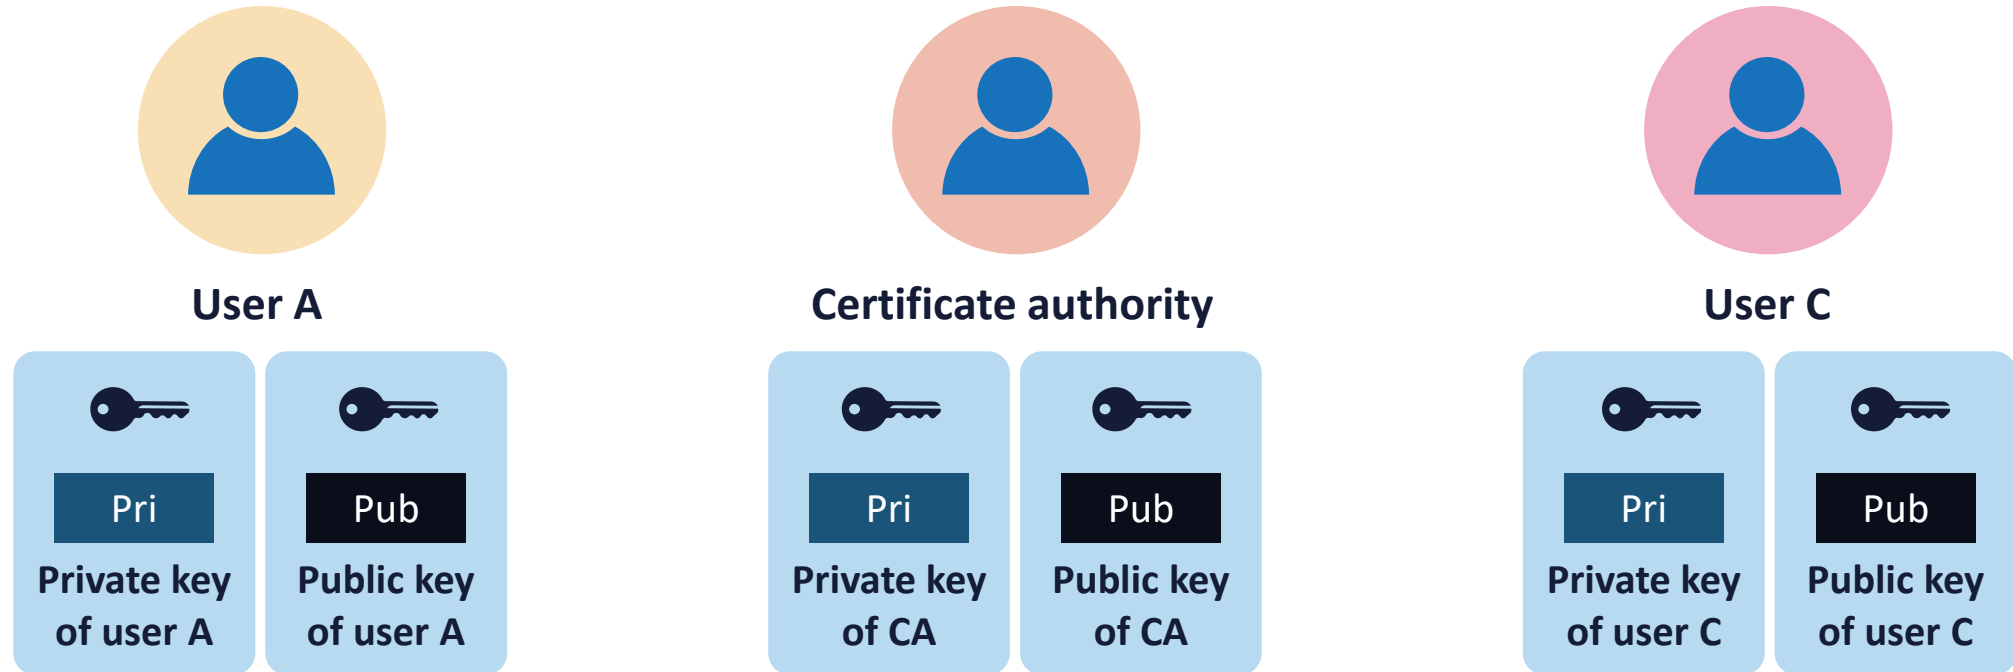 User A
Certificate authority
User C
Pri
Pub
Pri
Pub
Pri
Pub
Private key
of user A
Public key
of user A
Private key
of CA
Public key
of CA
Private key
of user C
Public key
of user C